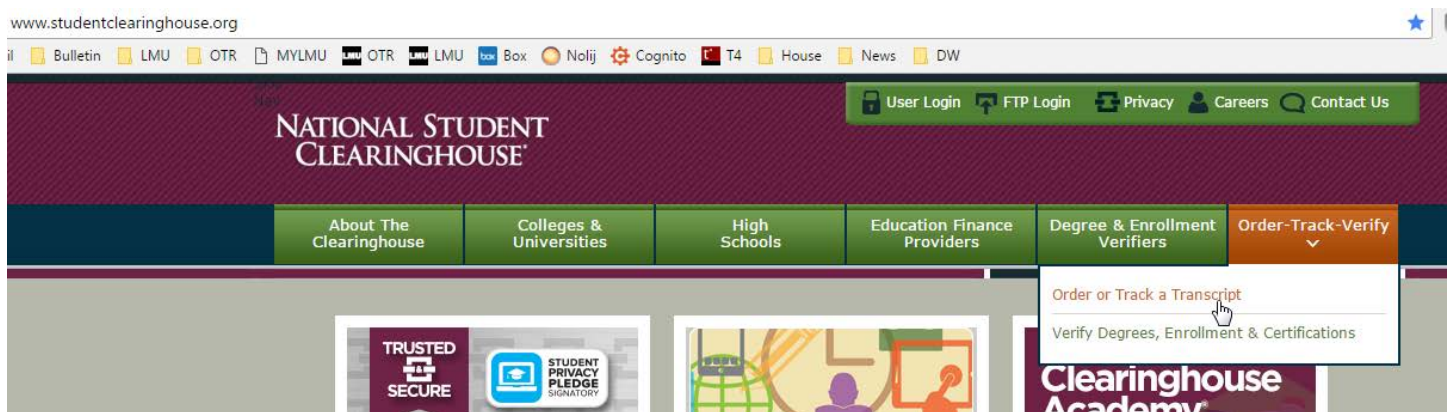 www.studentclearinghouse.org
Bulletin LMU OTR MYLMU OTR LMU Box Nolij Cognito T4 House News DW
User Login FTP Login Privacy Careers Contact Us
NATIONAL STUDENT
CLEARINGHOUSE
About The
Clearinghouse
Colleges &
Universities
High
Schools
Education Finance
Providers
Degree & Enrollment
Verifiers
Order-Track-Verify
Order or Track a Transcript
Verify Degrees, Enrollment & Certifications
TRUSTED
SECURE
STUDENT
PRIVACY
PLEDGE
SIGNATORY
Clearinghouse
Academy